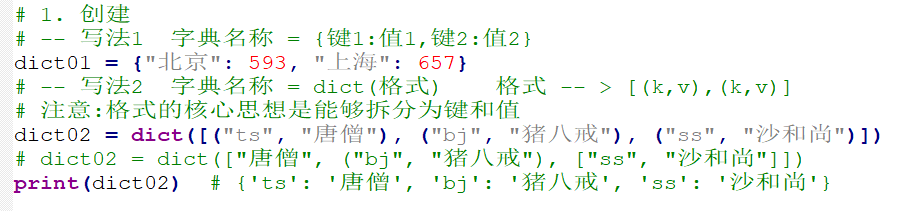 # 1. 创建
# -- 写法1  字典名称 = {键1:值1,键2:值2}
dict01 = {"北京": 593, "上海": 657}
# -- 写法2  字典名称 = dict(格式)    格式 -- > [(k,v),(k,v)]
# 注意:格式的核心思想是能够拆分为键和值
dict02 = dict([("ts", "唐僧"), ("bj", "猪八戒"), ("ss", "沙和尚")])
# dict02 = dict(["唐僧", ("bj", "猪八戒"), ["ss", "沙和尚"]])
print(dict02)  # {'ts': '唐僧', 'bj': '猪八戒', 'ss': '沙和尚'}